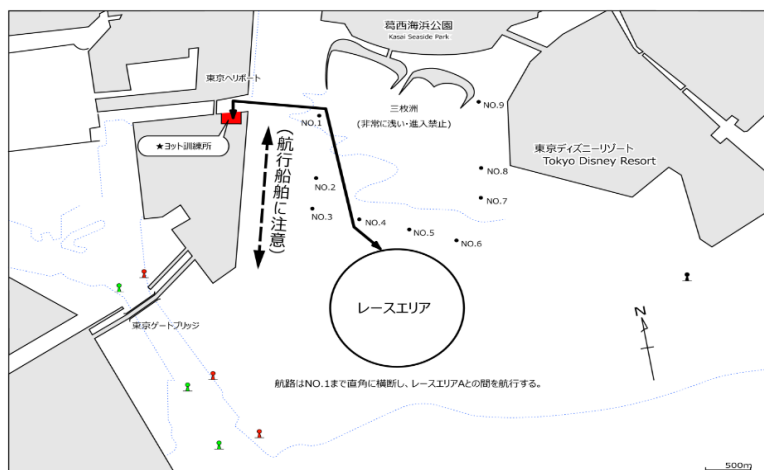 葛西海浜公園
Kasai Seaside Park
東京ヘリポート
NO.9
三枚洲
(非常に浅い・進入禁止)
NO.1
★ヨット訓練所
東京ディズニーリゾート
Tokyo Disney Resort
(航行船舶に注意)
NO.8
NO.2
NO.7
NO.3
NO.4
NO.5
NO.6
レースエリア
N
東京ゲートブリッジ
航路はNO.1まで直角に横断し、レースエリアAとの間を航行する。
500m